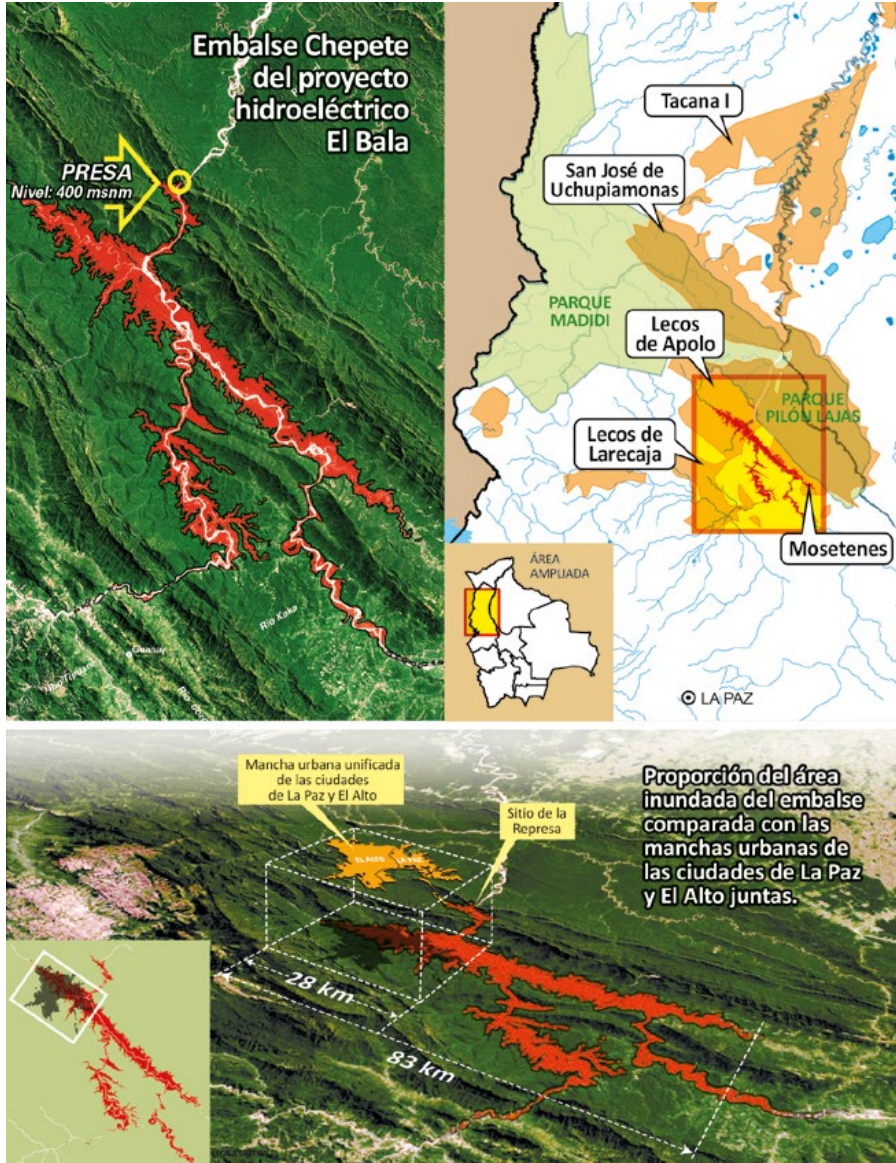 Embalse Chepete
del proyecto
hidroeléctrico
El Bala
PRESA
Nivel: 400 msnm
Río Kaka
Guanay
Río Tipuani
Tacana I
San José de
Uchupiamonas
PARQUE
MADIDI
Lecos
de Apolo
PARQUE
PILÓN LAJAS
Lecos de
Larecaja
Mosetenes
ÁREA
AMPLIADA
LA PAZ
Mancha urbana unificada
de las ciudades
de La Paz y El Alto
Sitio de la
Represa
EL ALTO LA PAZ
Proporción del área
inundada del embalse
comparada con las
manchas urbanas de
las ciudades de La Paz
y El Alto juntas.
28 km
83 km